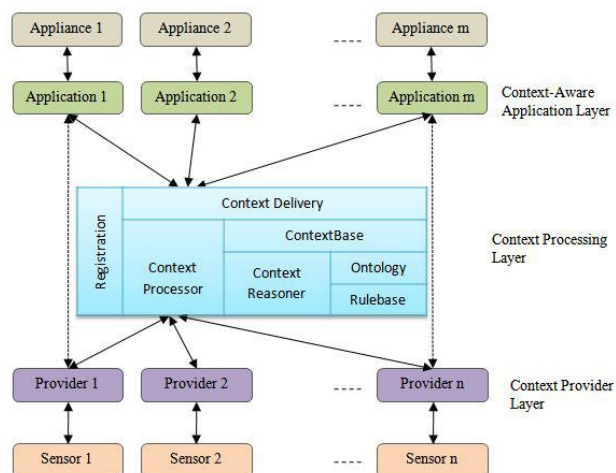 Appliance 1 Appliance 2 ---- Appliance m
Application 1 Application 2 ---- Application m
Context-Aware
Application Layer
Context Delivery
Registration
ContextBase
Context
Processor
Context
Reasoner
Ontology
Rulebase
Context Processing
Layer
Provider 1 Provider 2 ---- Provider n
Context Provider
Layer
Sensor 1 Sensor 2 ---- Sensor n